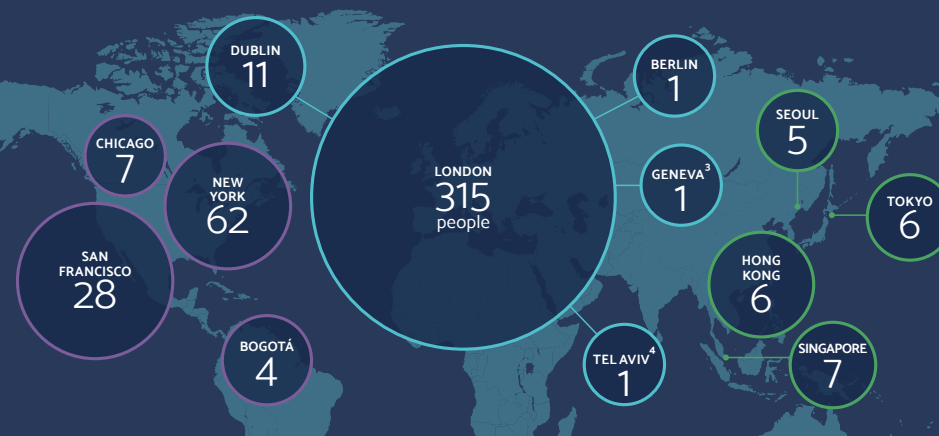 DUBLIN
11
BERLIN
1
SEOUL
5
CHICAGO
7
NEW
YORK
62
LONDON
315
people
GENEVA3
1
TOKYO
6
SAN
FRANCISCO
28
HONG
KONG
6
BOGOTÁ
4
TEL AVIV4
1
SINGAPORE
7